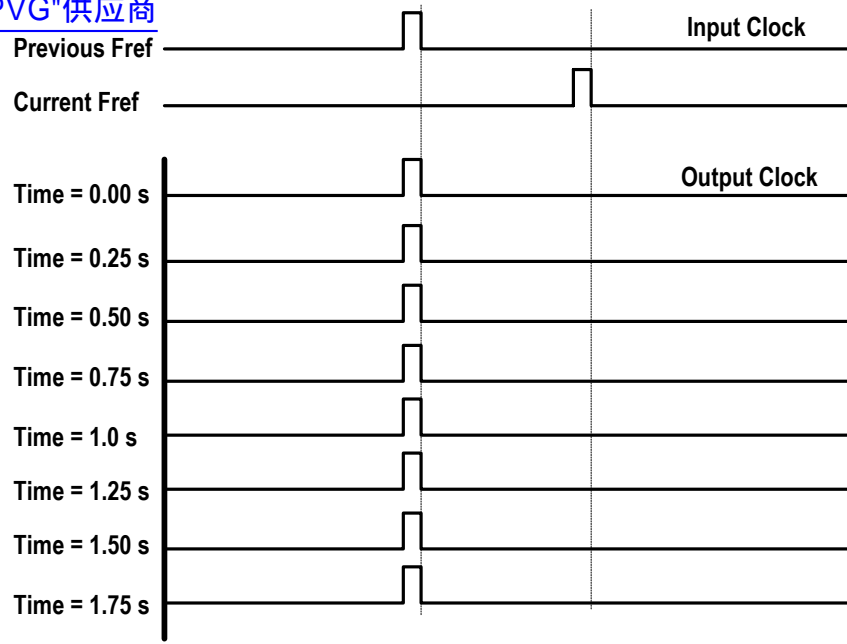 PVG"供应商
Previous Fref
Input Clock
Current Fref
Output Clock
Time = 0.00 s
Time = 0.25 s
Time = 0.50 s
Time = 0.75 s
Time = 1.0 s
Time = 1.25 s
Time = 1.50 s
Time = 1.75 s